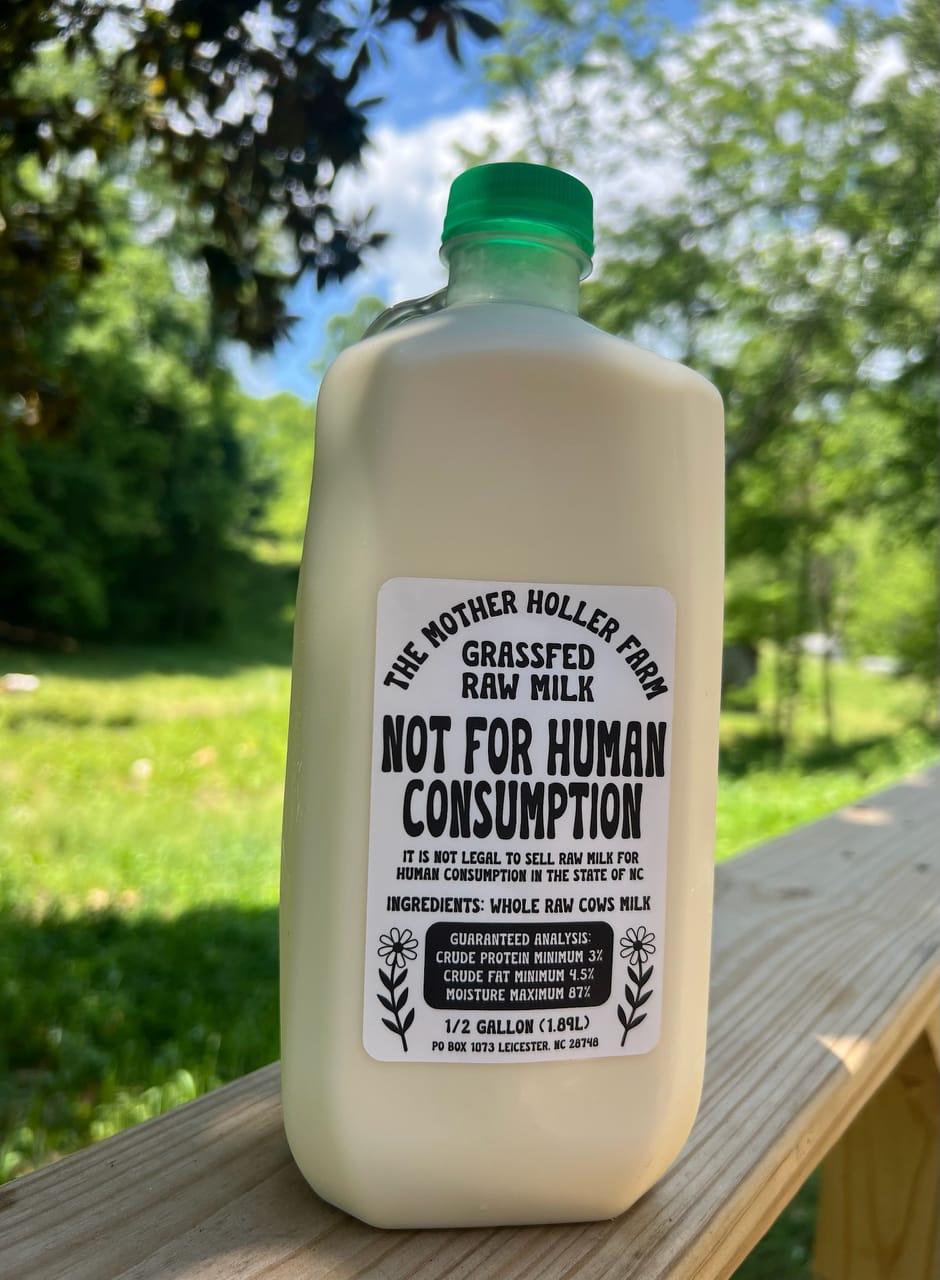 THE MOTHER HOLLER FARM
GRASSFED
RAW MILK
NOT FOR HUMAN
CONSUMPTION
IT IS NOT LEGAL TO SELL RAW MILK FOR
HUMAN CONSUMPTION IN THE STATE OF NC
INGREDIENTS: WHOLE RAW COWS MILK
GUARANTEED ANALYSIS:
CRUDE PROTEIN MINIMUM 3%
CRUDE FAT MINIMUM 4.5%
MOISTURE MAXIMUM 87%
1/2 GALLON (1.89L)
PO BOX 1073 LEICESTER, NC 28748